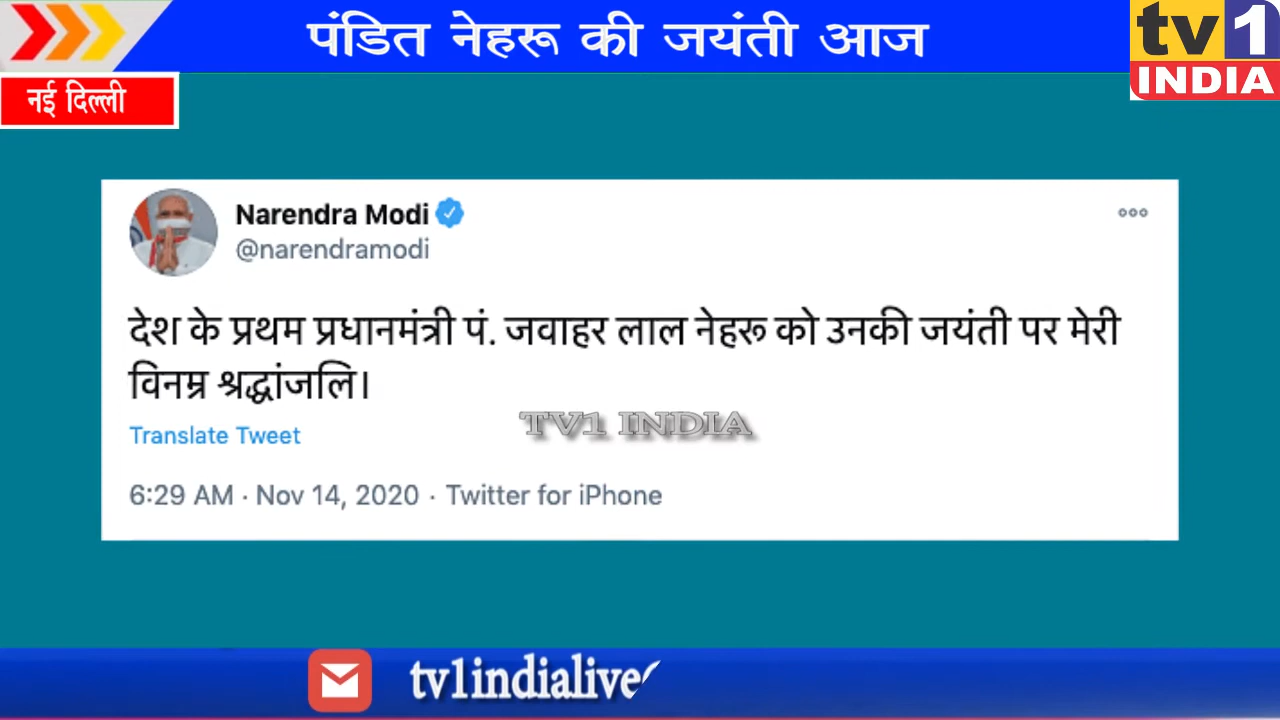 पंडित नेहरू की जयंती आज
tv1
INDIA
नई दिल्ली
Narendra Modi
@narendramodi
देश के प्रथम प्रधानमंत्री पं. जवाहर लाल नेहरू को उनकी जयंती पर मेरी
विनम्र श्रद्धांजलि।
TV1 INDIA
Translate Tweet
6:29 AM · Nov 14, 2020 · Twitter for iPhone
tv1indialive